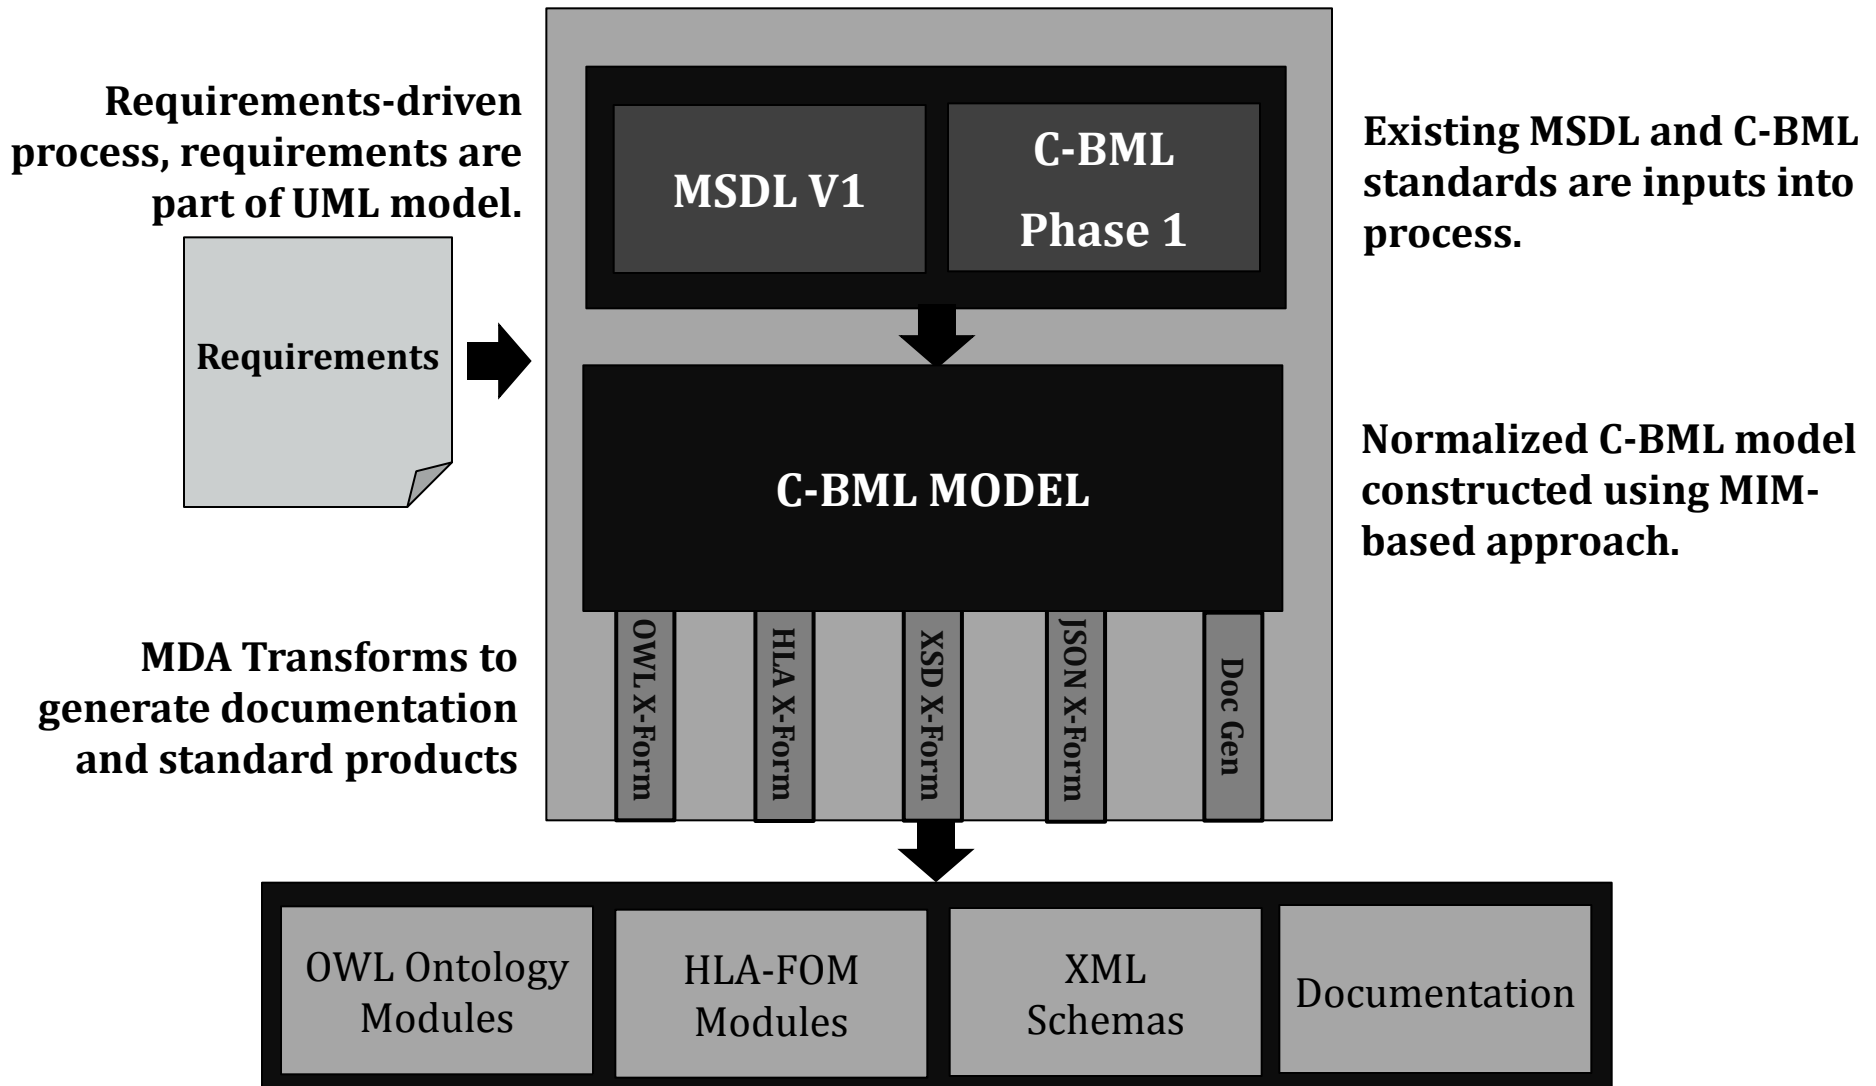 Requirements-driven
process, requirements are
part of UML model.
MSDL V1
C-BML
Phase 1
Existing MSDL and C-BML
standards are inputs into
process.
Requirements
C-BML MODEL
Normalized C-BML model
constructed using MIM-
based approach.
MDA Transforms to
generate documentation
and standard products
OWL X-Form
HLA X-Form
XSD X-Form
JSON X-Form
Doc Gen
OWL Ontology
Modules
HLA-FOM
Modules
XML
Schemas
Documentation